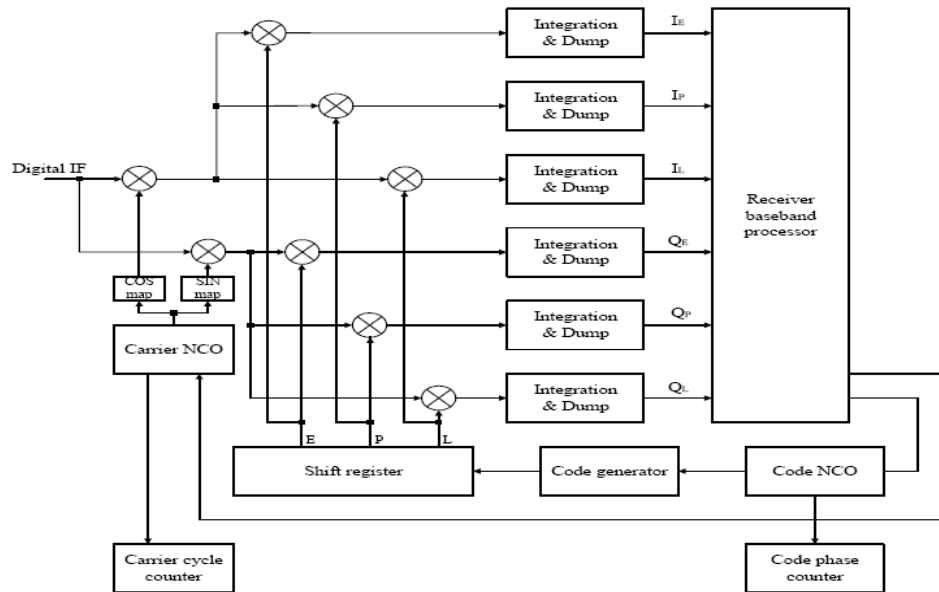 Integration
& Dump
IE
Integration
& Dump
IP
Digital IF
Integration
& Dump
IL
Receiver
baseband
processor
Integration
& Dump
QE
COS
map
SIN
map
Integration
& Dump
QP
Carrier NCO
Integration
& Dump
QL
E
P
L
Shift register
Code generator
Code NCO
Carrier cycle
counter
Code phase
counter